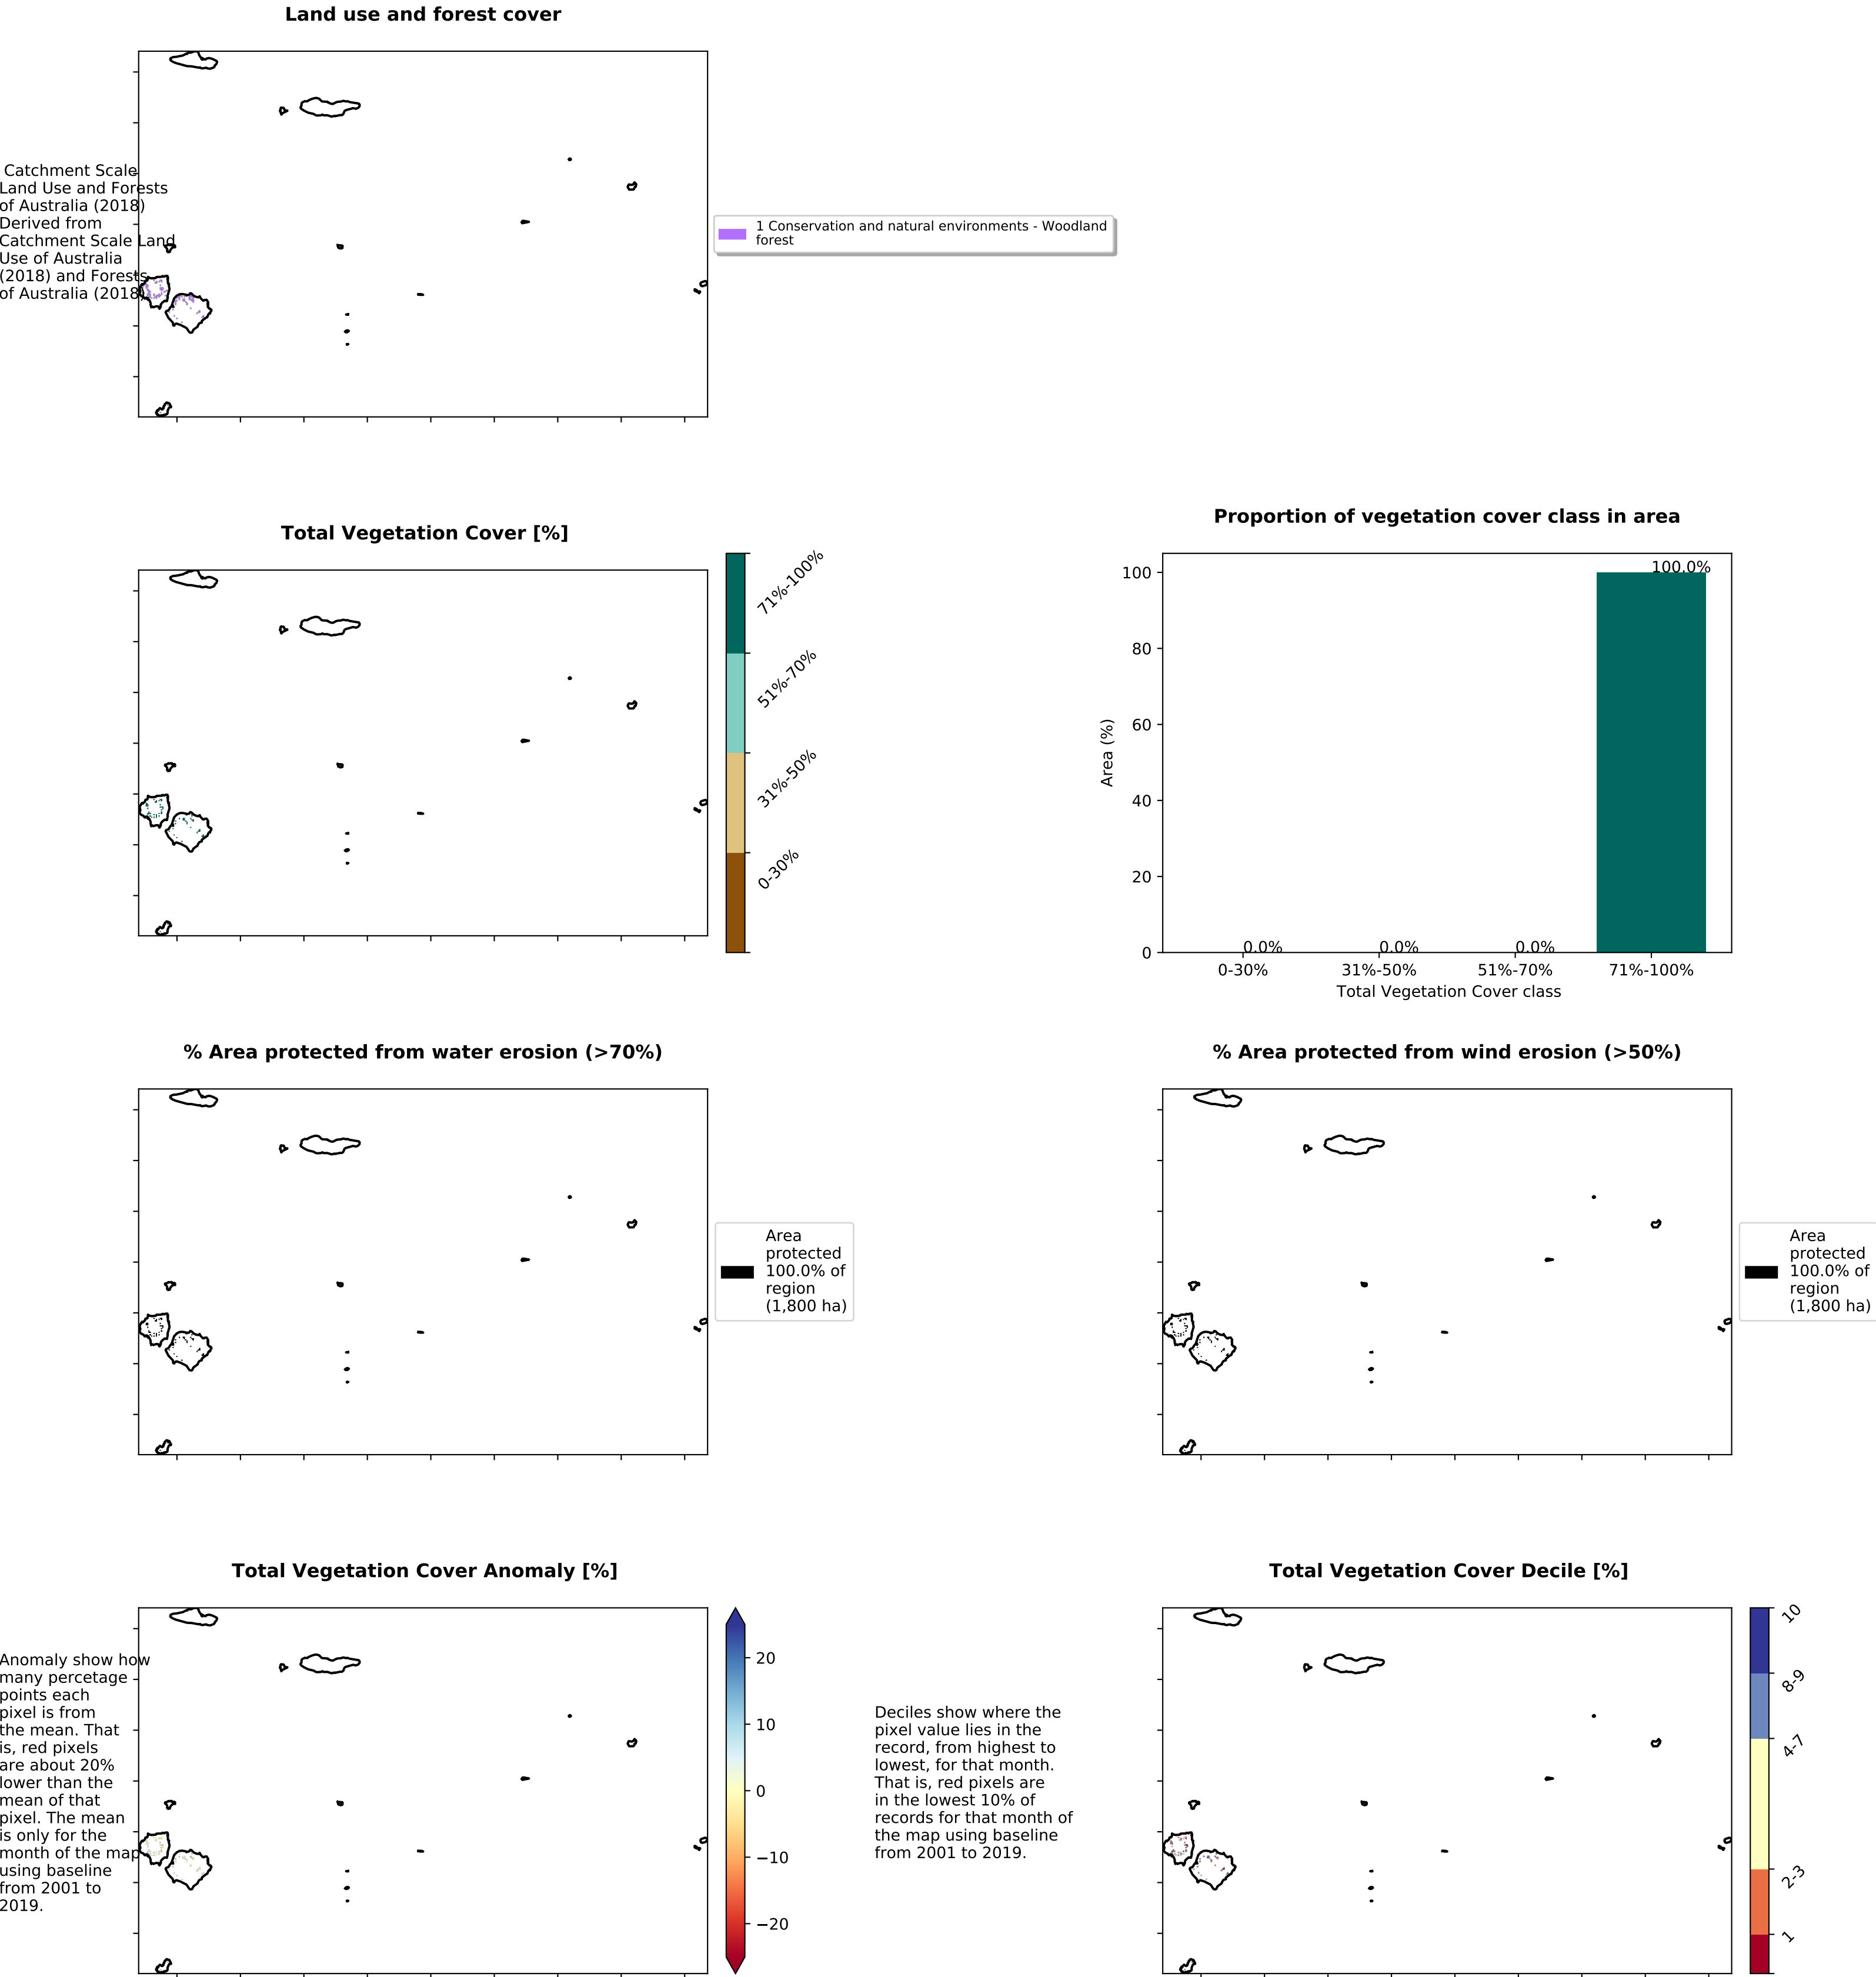 Land use and forest cover
Catchment Scale
Land Use and Forests
of Australia (2018)
Derived from
Catchment Scale Land
Use of Australia
(2018) and Forests
of Australia (2018)
1 Conservation and natural environments - Woodland
forest
Total Vegetation Cover [%]
71%-100%
51%-70%
31%-50%
0-30%
Proportion of vegetation cover class in area
100.0%
100
80
60
40
20
0
Area (%)
0.0%
0.0%
0.0%
0-30%
31%-50%
51%-70%
71%-100%
Total Vegetation Cover class
% Area protected from water erosion (>70%)
Area
protected
100.0% of
region
(1,800 ha)
% Area protected from wind erosion (>50%)
Area
protected
100.0% of
region
(1,800 ha)
Total Vegetation Cover Anomaly [%]
Anomaly show how
many percetage
points each
pixel is from
the mean. That
is, red pixels
are about 20%
lower than the
mean of that
pixel. The mean
is only for the
month of the map
using baseline
from 2001 to
2019.
20
10
0
−10
−20
Total Vegetation Cover Decile [%]
Deciles show where the
pixel value lies in the
record, from highest to
lowest, for that month.
That is, red pixels are
in the lowest 10% of
records for that month of
the map using baseline
from 2001 to 2019.
10
8-9
4-7
2-3
1